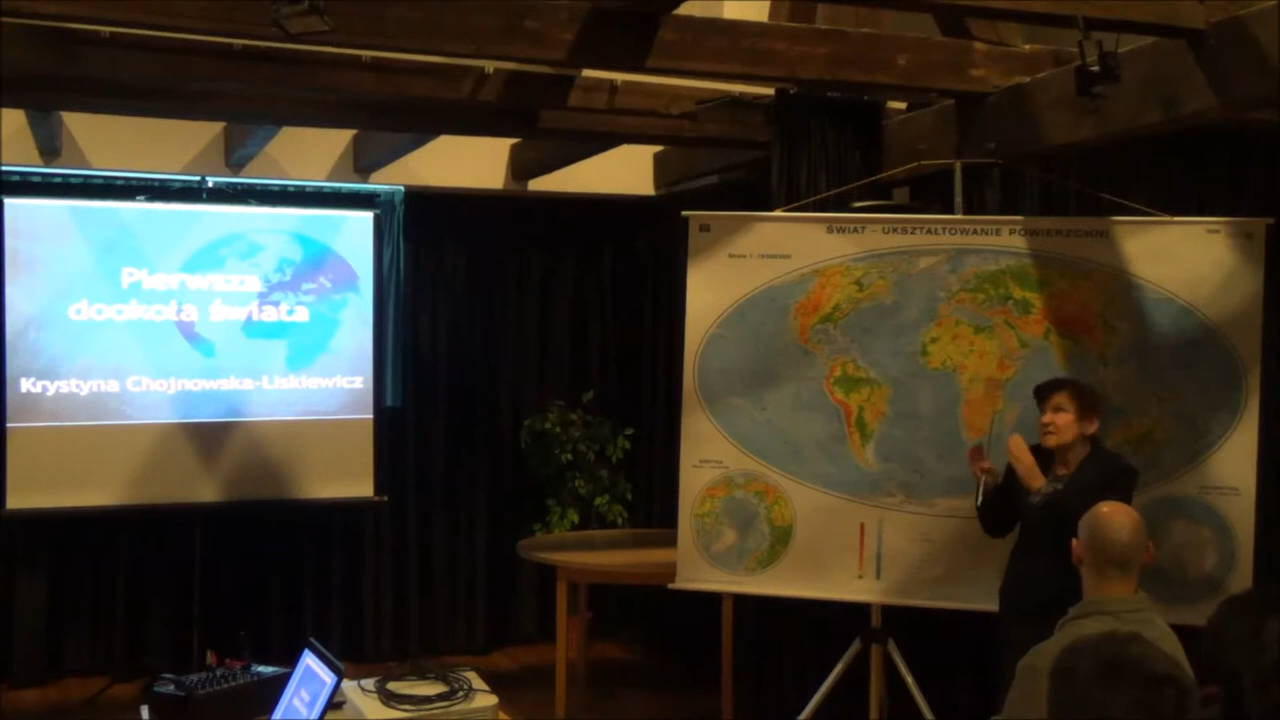 Pierwsza
dookoła świata
Krystyna Chojnowska-Liskiewicz
ŚWIAT - UKSZTAŁTOWANIE POWIERZCHNI